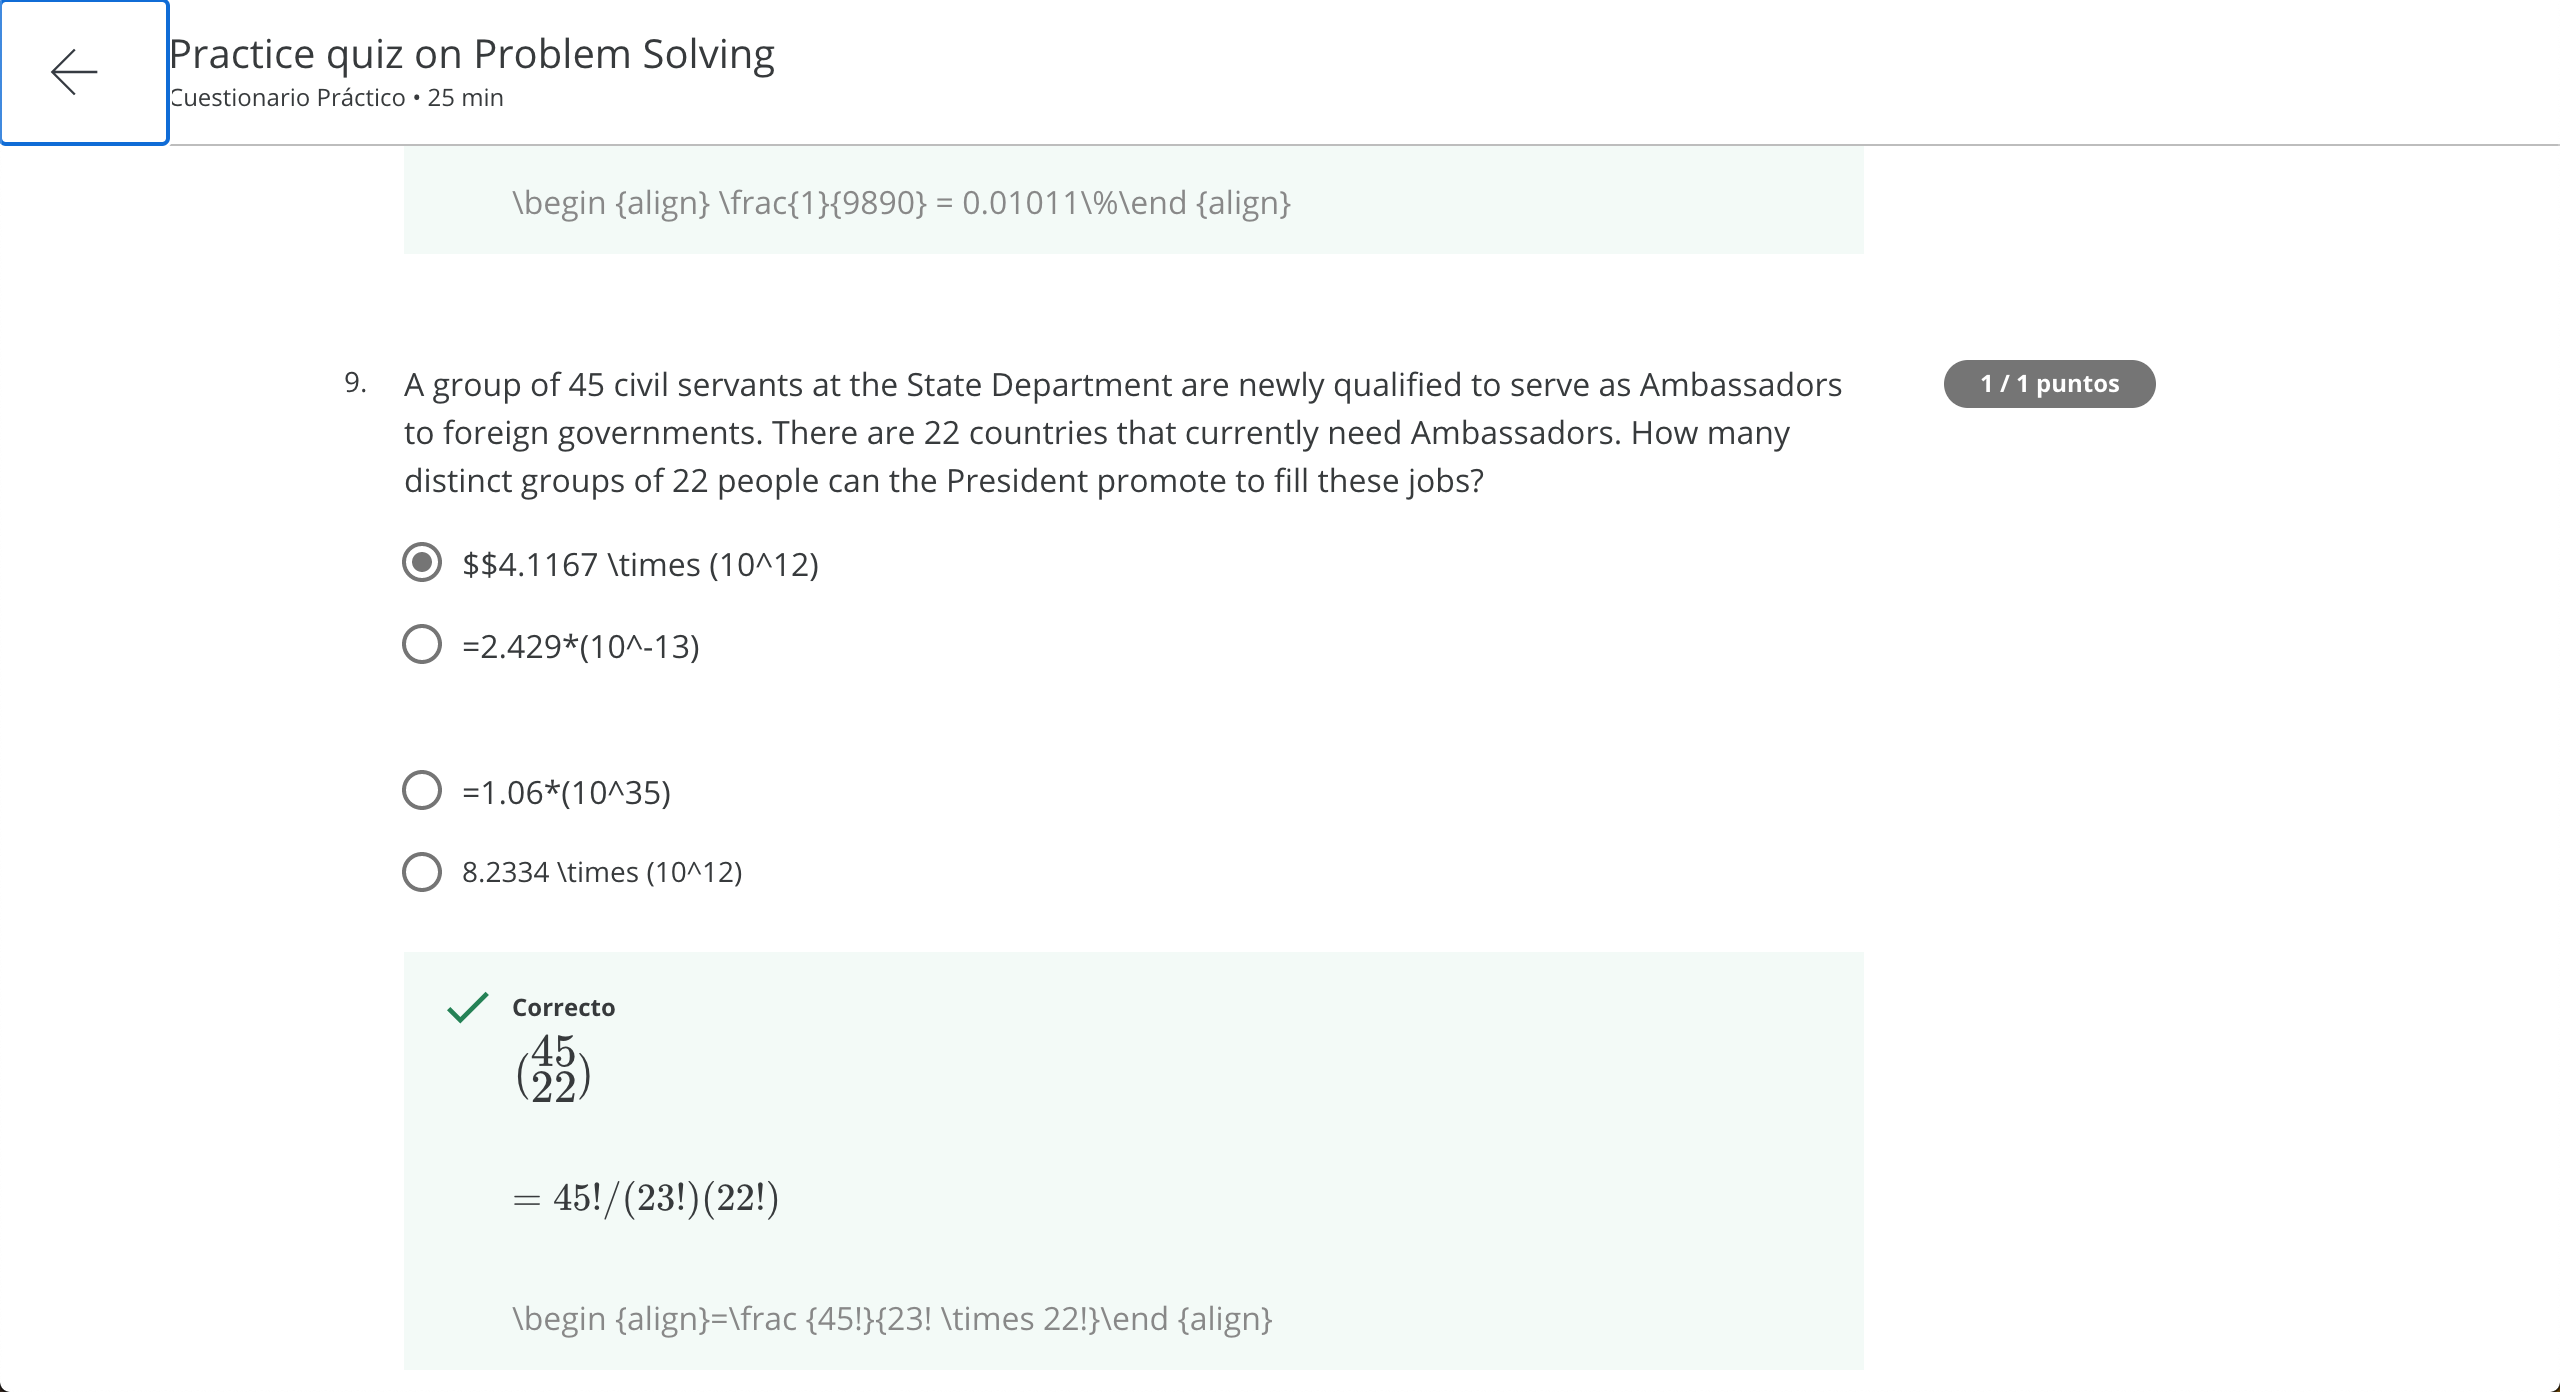 Practice quiz on Problem Solving
Cuestionario Práctico • 25 min
\begin {align} \frac{1}{9890} = 0.01011\%\end {align}
9. A group of 45 civil servants at the State Department are newly qualified to serve as Ambassadors
1 / 1 puntos
to foreign governments. There are 22 countries that currently need Ambassadors. How many
distinct groups of 22 people can the President promote to fill these jobs?
$$4.1167 \times (10^12)
=2.429*(10^-13)
=1.06*(10^35)
8.2334 \times (10^12)
Correcto
(45
22)
= 45!/(23!)(22!)
\begin {align}=\frac {45!}{23! \times 22!}\end {align}